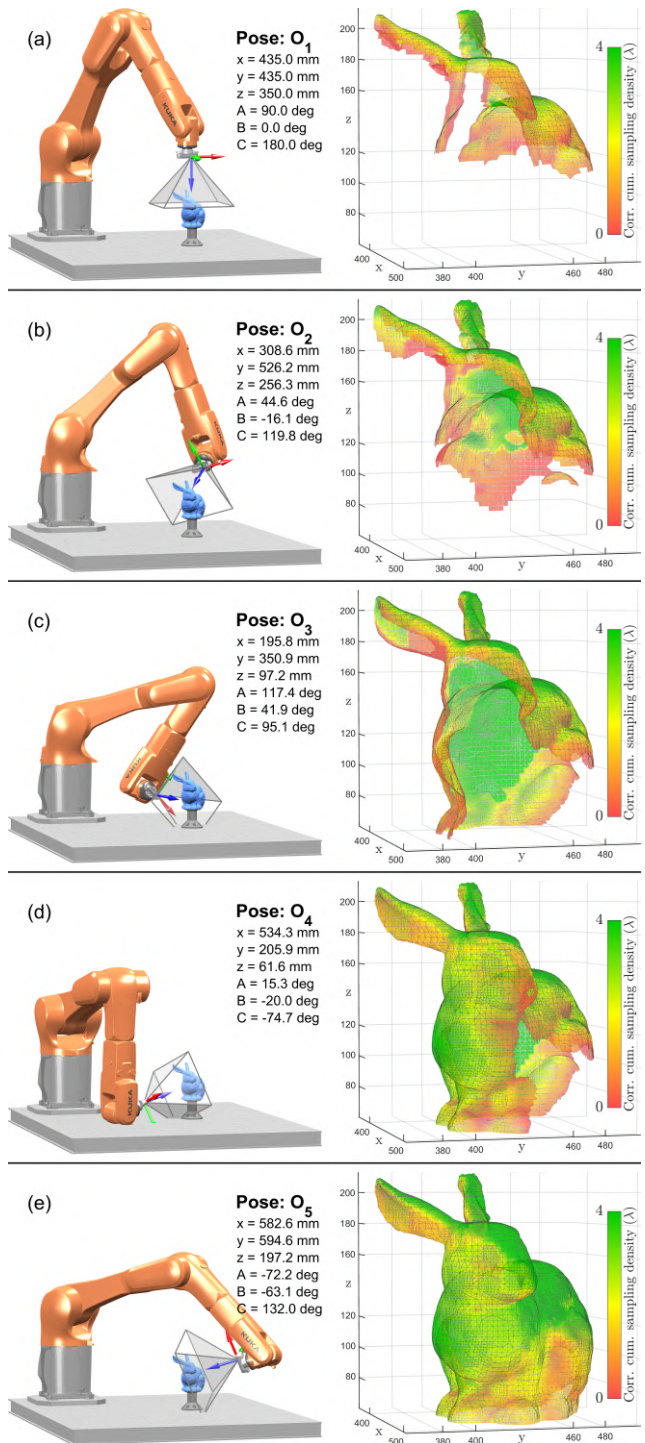 (a)
Pose: O1
x = 435.0 mm
y = 435.0 mm
z = 350.0 mm
A = 90.0 deg
B = 0.0 deg
C = 180.0 deg
KUKA
200
180
160
z
140
120
100
80
400
x
500
380
400
y
460
480
4
0
Corr. cum. sampling density (λ)
(b)
Pose: O2
x = 308.6 mm
y = 526.2 mm
z = 256.3 mm
A = 44.6 deg
B = -16.1 deg
C = 119.8 deg
KUKA
200
180
160
z
140
120
100
80
400
x
500
380
400
y
460
480
4
0
Corr. cum. sampling density (λ)
(c)
Pose: O3
x = 195.8 mm
y = 350.9 mm
z = 97.2 mm
A = 117.4 deg
B = 41.9 deg
C = 95.1 deg
KUKA
200
180
160
z
140
120
100
80
400
x
500
380
400
y
460
480
4
0
Corr. cum. sampling density (λ)
(d)
Pose: O4
x = 534.3 mm
y = 205.9 mm
z = 61.6 mm
A = 15.3 deg
B = -20.0 deg
C = -74.7 deg
KUKA
200
180
160
z
140
120
100
80
400
x
500
380
400
y
460
480
4
0
Corr. cum. sampling density (λ)
(e)
Pose: O5
x = 582.6 mm
y = 594.6 mm
z = 197.2 mm
A = -72.2 deg
B = -63.1 deg
C = 132.0 deg
KUKA
200
180
160
z
140
120
100
80
400
x
500
380
400
y
460
480
4
0
Corr. cum. sampling density (λ)